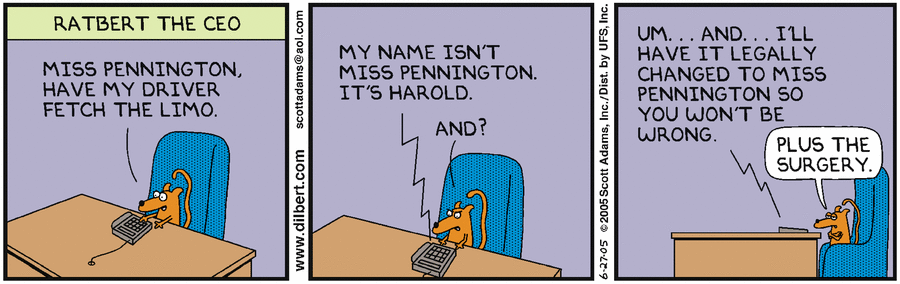 RATBERT THE CEO
MISS PENNINGTON,
HAVE MY DRIVER
FETCH THE LIMO.
www.dilbert.com
scottadams@aol.com
MY NAME ISN'T
MISS PENNINGTON.
IT'S HAROLD.
AND?
6-27-05 © 2005 Scott Adams, Inc./Dist. by UFS, Inc.
UM. . . AND. . . I'LL
HAVE IT LEGALLY
CHANGED TO MISS
PENNINGTON SO
YOU WON'T BE
WRONG.
PLUS THE
SURGERY.